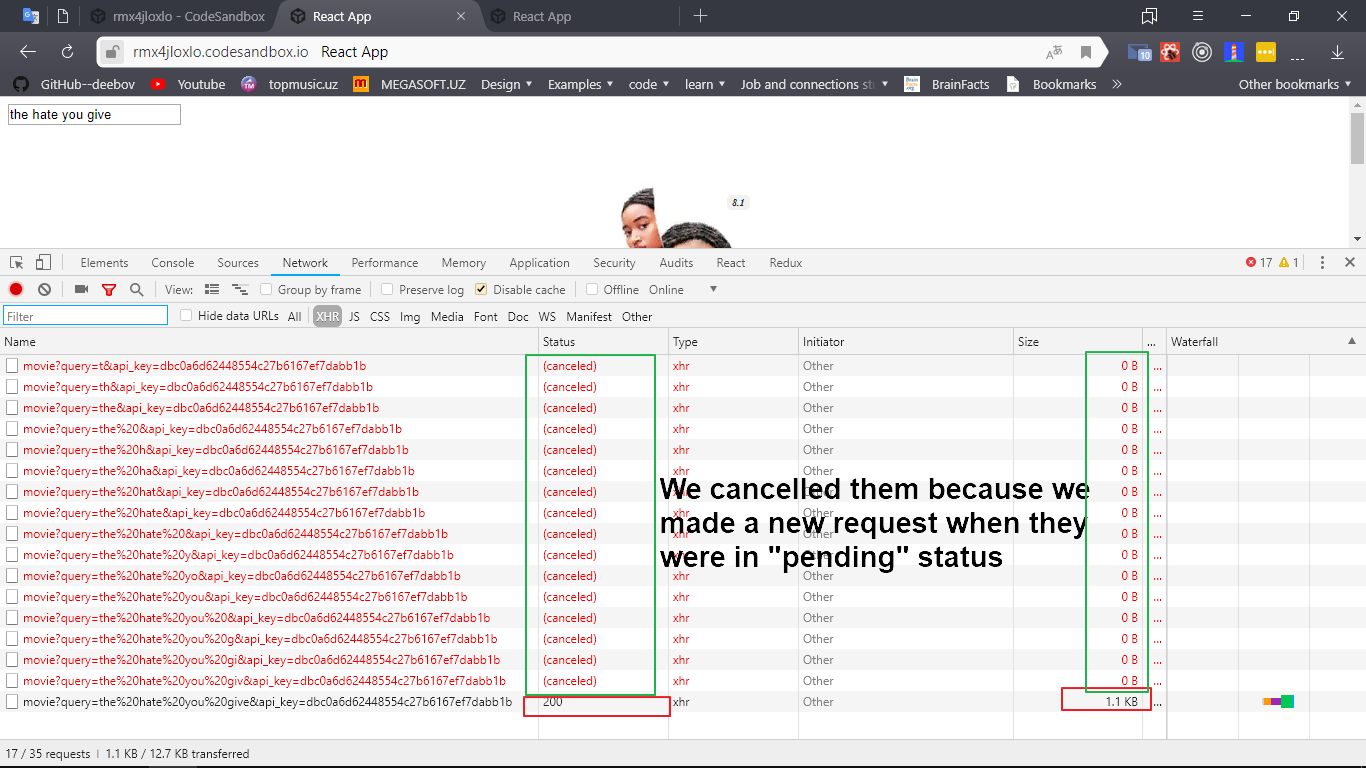 rmx4jloxlo - CodeSandbox
React App
React App
rmx4jloxlo.codesandbox.io React App
10
GitHub--deebov Youtube topmusic.uz MEGASOFT.UZ Design Examples code learn Job and connections BrainFacts Bookmarks » Other bookmarks
the hate you give
8.1
Elements Console Sources Network Performance Memory Application Security Audits React Redux 17 1
View: Group by frame Preserve log Disable cache Offline Online
Filter Hide data URLs All XHR JS CSS Img Media Font Doc WS Manifest Other
Name Status Type Initiator Size ... Waterfall
movie?query=t&api_key=dbc0a6d62448554c27b6167ef7dabb1b (canceled) xhr Other 0 B ...
movie?query=th&api_key=dbc0a6d62448554c27b6167ef7dabb1b (canceled) xhr Other 0 B ...
movie?query=the&api_key=dbc0a6d62448554c27b6167ef7dabb1b (canceled) xhr Other 0 B ...
movie?query=the%20&api_key=dbc0a6d62448554c27b6167ef7dabb1b (canceled) xhr Other 0 B ...
movie?query=the%20h&api_key=dbc0a6d62448554c27b6167ef7dabb1b (canceled) xhr Other 0 B ...
movie?query=the%20ha&api_key=dbc0a6d62448554c27b6167ef7dabb1b (canceled) xhr Other 0 B ...
movie?query=the%20hat&api_key=dbc0a6d62448554c27b6167ef7dabb1b (canceled) 0 B ...
We cancelled them because we
movie?query=the%20hate&api_key=dbc0a6d62448554c27b6167ef7dabb1b (canceled) 0 B ...
made a new request when they
movie?query=the%20hate%20&api_key=dbc0a6d62448554c27b6167ef7dabb1b (canceled) 0 B ...
movie?query=the%20hate%20y&api_key=dbc0a6d62448554c27b6167ef7dabb1b (canceled) xhr Other 0 B ...
were in "pending" status
movie?query=the%20hate%20yo&api_key=dbc0a6d62448554c27b6167ef7dabb1b (canceled) xhr Other 0 B ...
movie?query=the%20hate%20you&api_key=dbc0a6d62448554c27b6167ef7dabb1b (canceled) xhr Other 0 B ...
movie?query=the%20hate%20you%20&api_key=dbc0a6d62448554c27b6167ef7dabb1b (canceled) xhr Other 0 B ...
movie?query=the%20hate%20you%20g&api_key=dbc0a6d62448554c27b6167ef7dabb1b (canceled) xhr Other 0 B ...
movie?query=the%20hate%20you%20gi&api_key=dbc0a6d62448554c27b6167ef7dabb1b (canceled) xhr Other 0 B ...
movie?query=the%20hate%20you%20giv&api_key=dbc0a6d62448554c27b6167ef7dabb1b (canceled) xhr Other 0 B ...
movie?query=the%20hate%20you%20give&api_key=dbc0a6d62448554c27b6167ef7dabb1b 200 xhr Other 1.1 KB ...
17 / 35 requests | 1.1 KB / 12.7 KB transferred